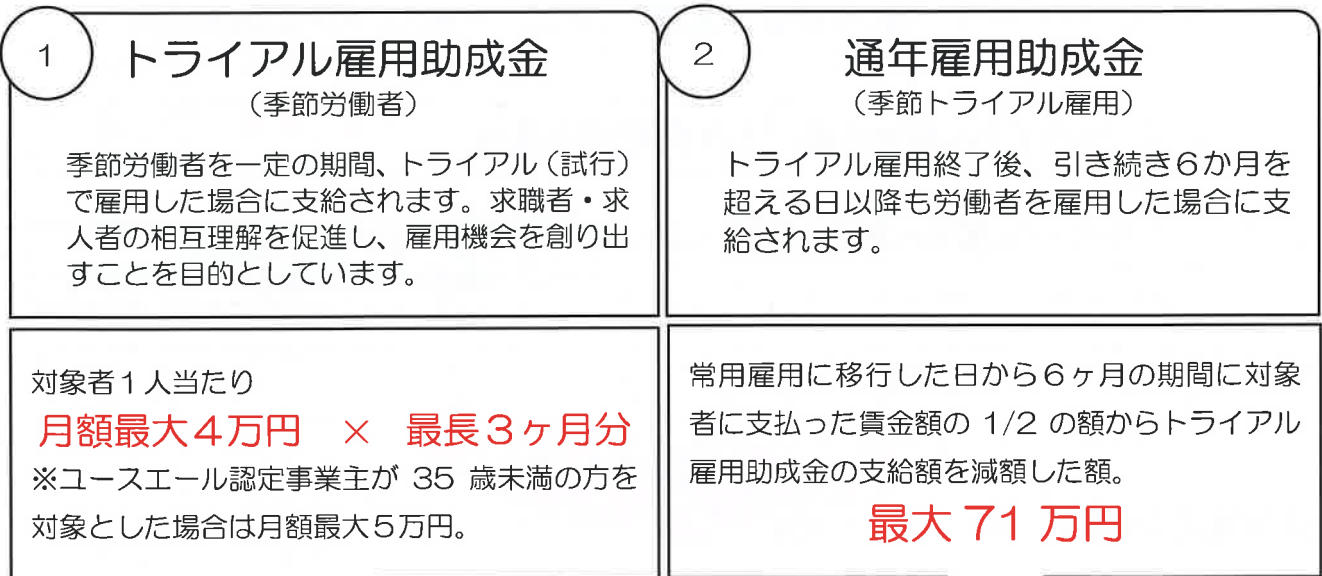 1
トライアル雇用助成金
（季節労働者）
季節労働者を一定の期間、トライアル（試行）
で雇用した場合に支給されます。求職者・求
人者の相互理解を促進し、雇用機会を創り出
すことを目的としています。
対象者１人当たり
月額最大４万円　×　最長３ヶ月分
※ユースエール認定事業主が 35 歳未満の方を
対象とした場合は月額最大５万円。
2
通年雇用助成金
（季節トライアル雇用）
トライアル雇用終了後、引き続き６か月を
超える日以降も労働者を雇用した場合に支
給されます。
常用雇用に移行した日から６ヶ月の期間に対象
者に支払った賃金額の 1/2 の額からトライアル
雇用助成金の支給額を減額した額。
最大 71 万円